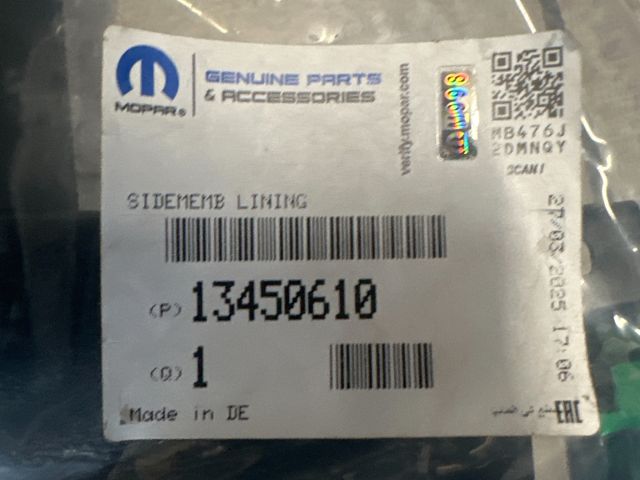 MOPAR®
GENUINE PARTS
& ACCESSORIES
verify.mopar.com
MB476J
2DMNQY
SCAN!
SIDEMEMB LINING
27/03/2025 17:06
(P) 13450610
(Q) 1
Made in DE
EAC